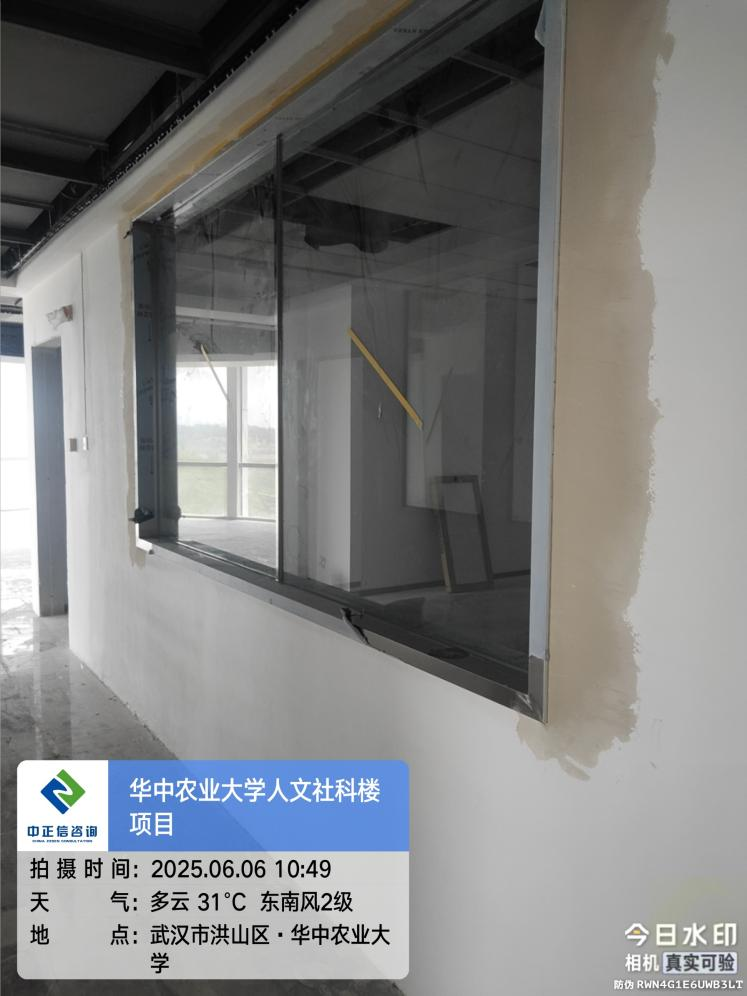 中正信咨询
CHINA ZEXEN CONSULTATION
华中农业大学人文社科楼
项目
拍摄时间：2025.06.06 10:49
天气：多云 31℃ 东南风2级
地点：武汉市洪山区·华中农业大
学
今日水印
相机 真实可验
防伪 RWN4G1E6UWB3LT